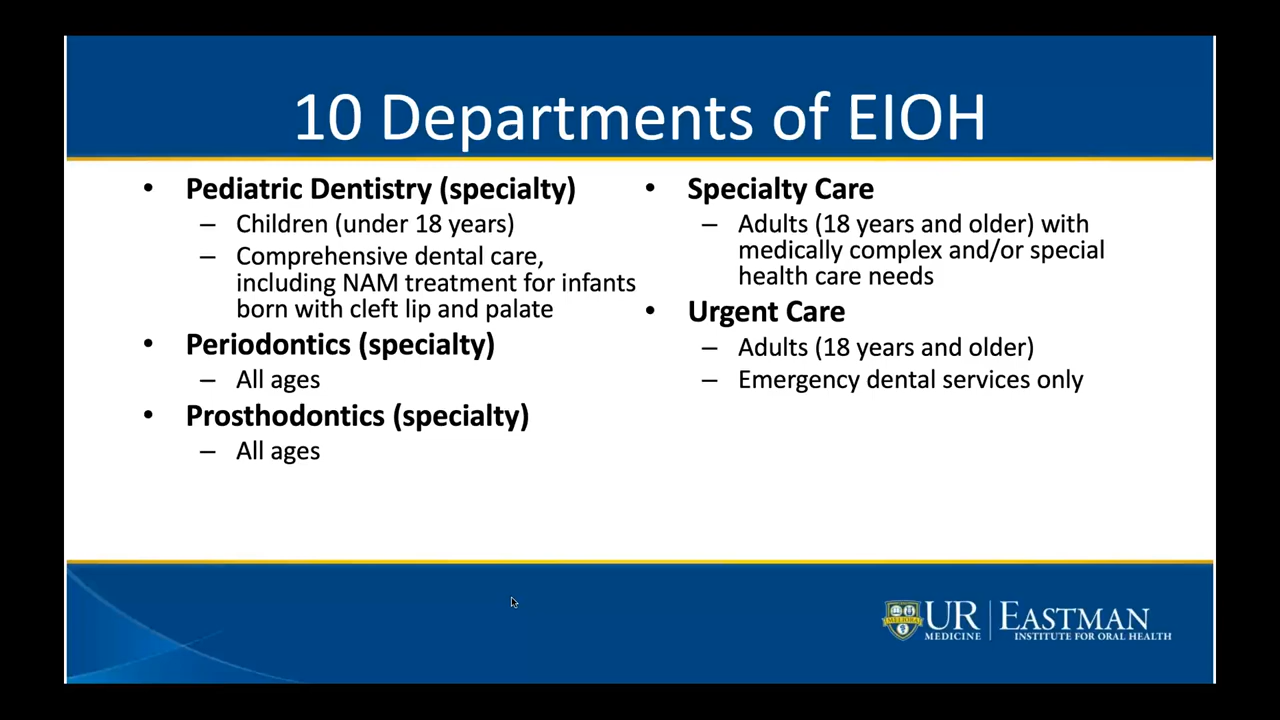 10 Departments of EIOH
• Pediatric Dentistry (specialty)
– Children (under 18 years)
– Comprehensive dental care,
including NAM treatment for infants
born with cleft lip and palate
• Periodontics (specialty)
– All ages
• Prosthodontics (specialty)
– All ages
• Specialty Care
– Adults (18 years and older) with
medically complex and/or special
health care needs
• Urgent Care
– Adults (18 years and older)
– Emergency dental services only
MELIORA
UR
MEDICINE
EASTMAN
INSTITUTE FOR ORAL HEALTH